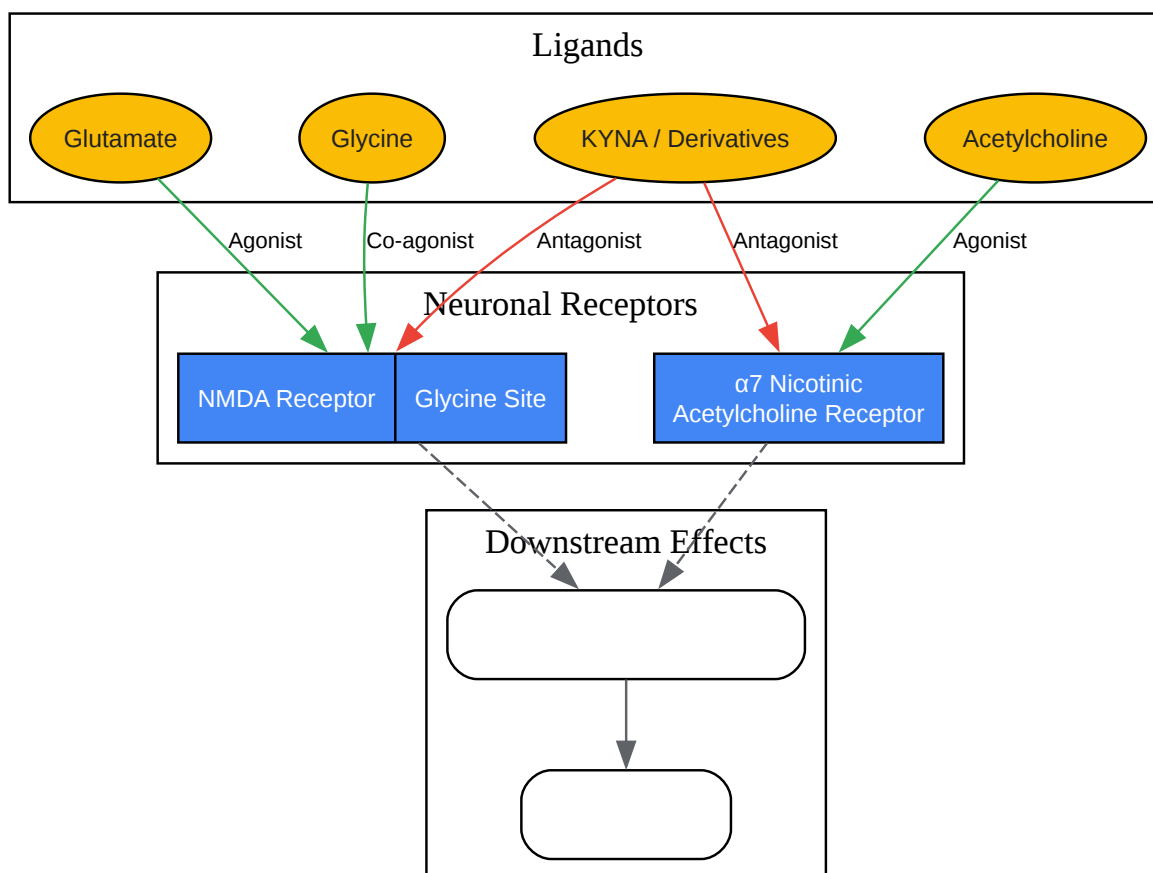 Ligands
Glutamate
Glycine
KYNA / Derivatives
Acetylcholine
Agonist
Co-agonist
Antagonist
Antagonist
Agonist
Neuronal Receptors
NMDA Receptor
Glycine Site
α7 Nicotinic
Acetylcholine Receptor
Downstream Effects